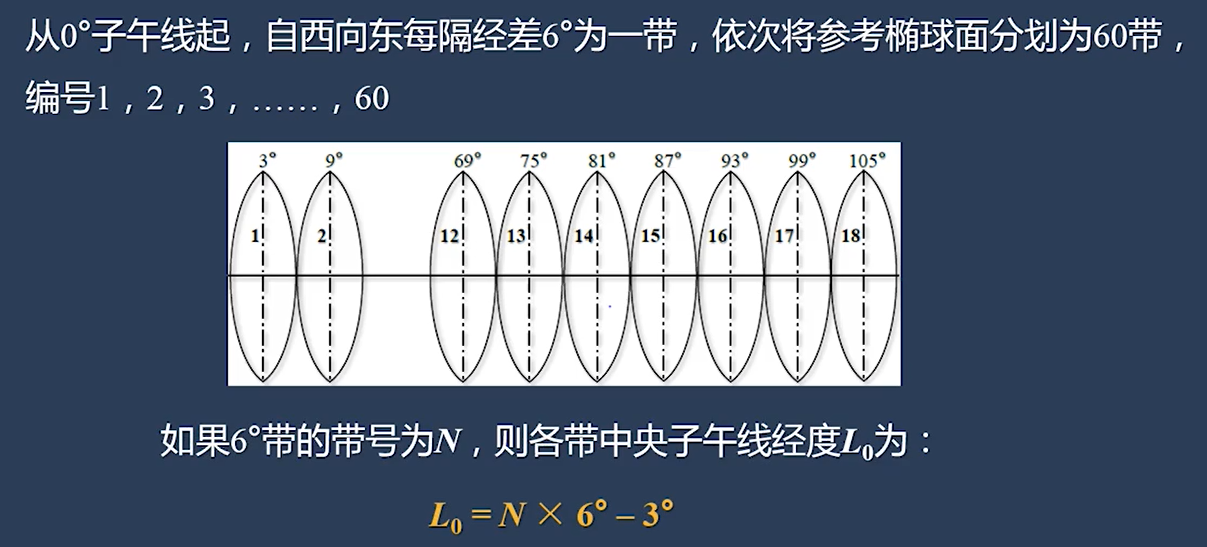 从0°子午线起，自西向东每隔经差6°为一带，依次将参考椭球面分划为60带，
编号1，2，3，……，60
3° 9° 69° 75° 81° 87° 93° 99° 105°
1 2 12 13 14 15 16 17 18
如果6°带的带号为N，则各带中央子午线经度L₀为：
L₀ = N × 6° – 3°